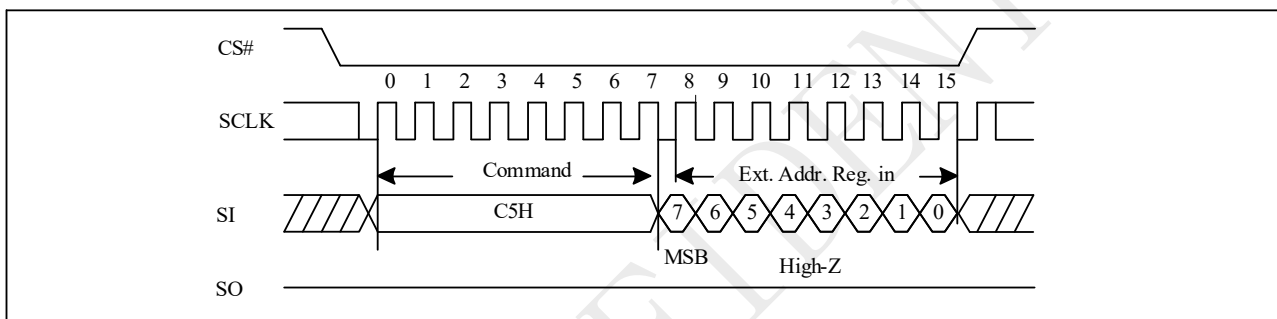 CS#
0 1 2 3 4 5 6 7 8 9 10 11 12 13 14 15
SCLK
Command Ext. Addr. Reg. in
SI C5H 7 6 5 4 3 2 1 0
MSB High-Z
SO